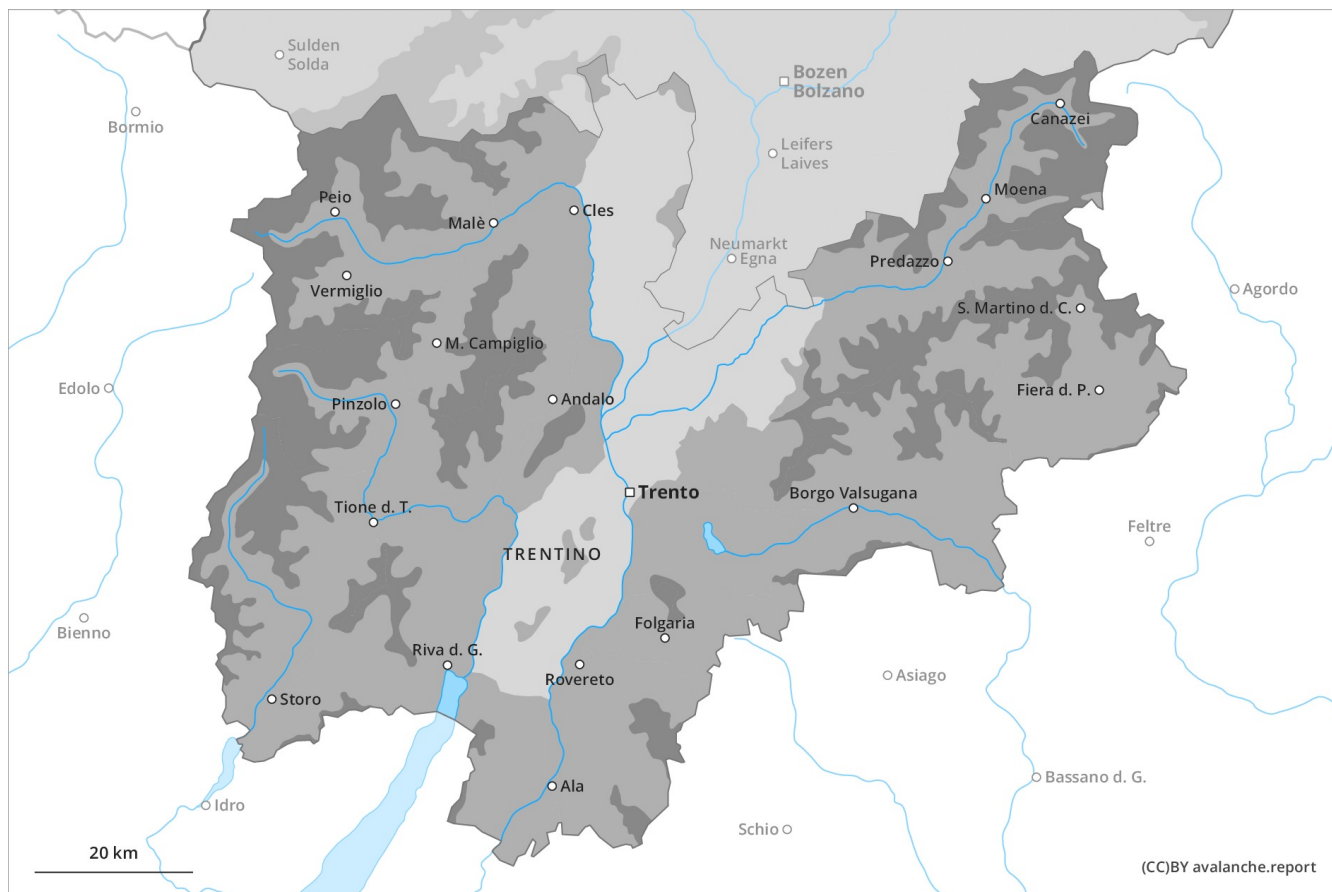 Sulden
Solda
Bozen
Bolzano
Bormio
Canazei
Leifers
Laives
Peio
Moena
Malè
Cles
Neumarkt
Egna
Predazzo
Vermiglio
Agordo
S. Martino d. C.
M. Campiglio
Edolo
Andalo
Fiera d. P.
Pinzolo
Trento
Borgo Valsugana
Tione d. T.
Feltre
TRENTINO
Bienno
Folgaria
Riva d. G.
Rovereto
Asiago
Storo
Bassano d. G.
Ala
Idro
Schio
20 km
(CC)BY avalanche.report